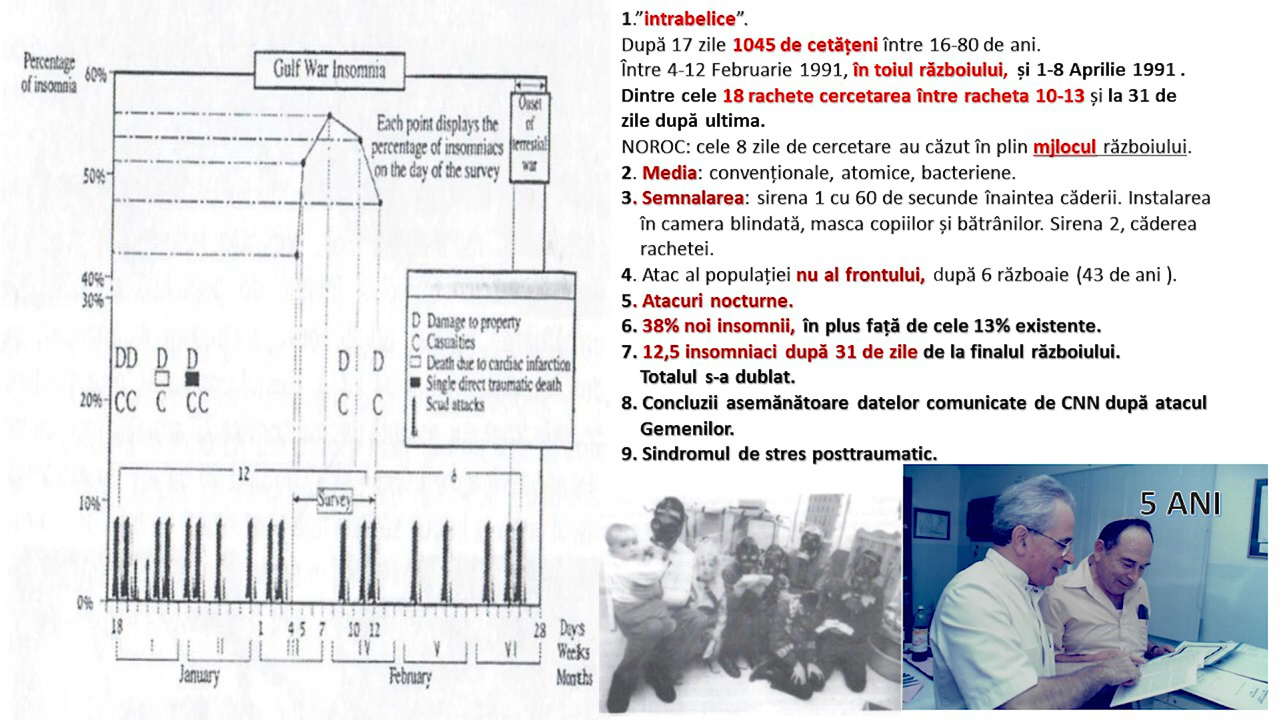 Percentage
of insomnia
60%
50%
40%
30%
20%
10%
0%
Gulf War Insomnia
Each point displays the
percentage of insomniacs
on the day of the survey
Onset
of
terrestrial
war
D Damage to property
C Casualties
Death due to cardiac infarction
Single direct traumatic death
Scud attacks
DD D D D D
CC C CC C C
12 6
Survey
18 1 4 5 7 10 12 28 Days
I II III IV V VI Weeks
January February Months
1.”intrabelice”.
După 17 zile 1045 de cetățeni între 16-80 de ani.
Între 4-12 Februarie 1991, în toiul războiului, și 1-8 Aprilie 1991 .
Dintre cele 18 rachete cercetarea între racheta 10-13 și la 31 de
zile după ultima.
NOROC: cele 8 zile de cercetare au căzut în plin mjlocul războiului.
2. Media: convenționale, atomice, bacteriene.
3. Semnalarea: sirena 1 cu 60 de secunde înaintea căderii. Instalarea
în camera blindată, masca copiilor și bătrânilor. Sirena 2, căderea
rachetei.
4. Atac al populației nu al frontului, după 6 războaie (43 de ani ).
5. Atacuri nocturne.
6. 38% noi insomnii, în plus față de cele 13% existente.
7. 12,5 insomniaci după 31 de zile de la finalul războiului.
Totalul s-a dublat.
8. Concluzii asemănătoare datelor comunicate de CNN după atacul
Gemenilor.
9. Sindromul de stres posttraumatic.
5 ANI